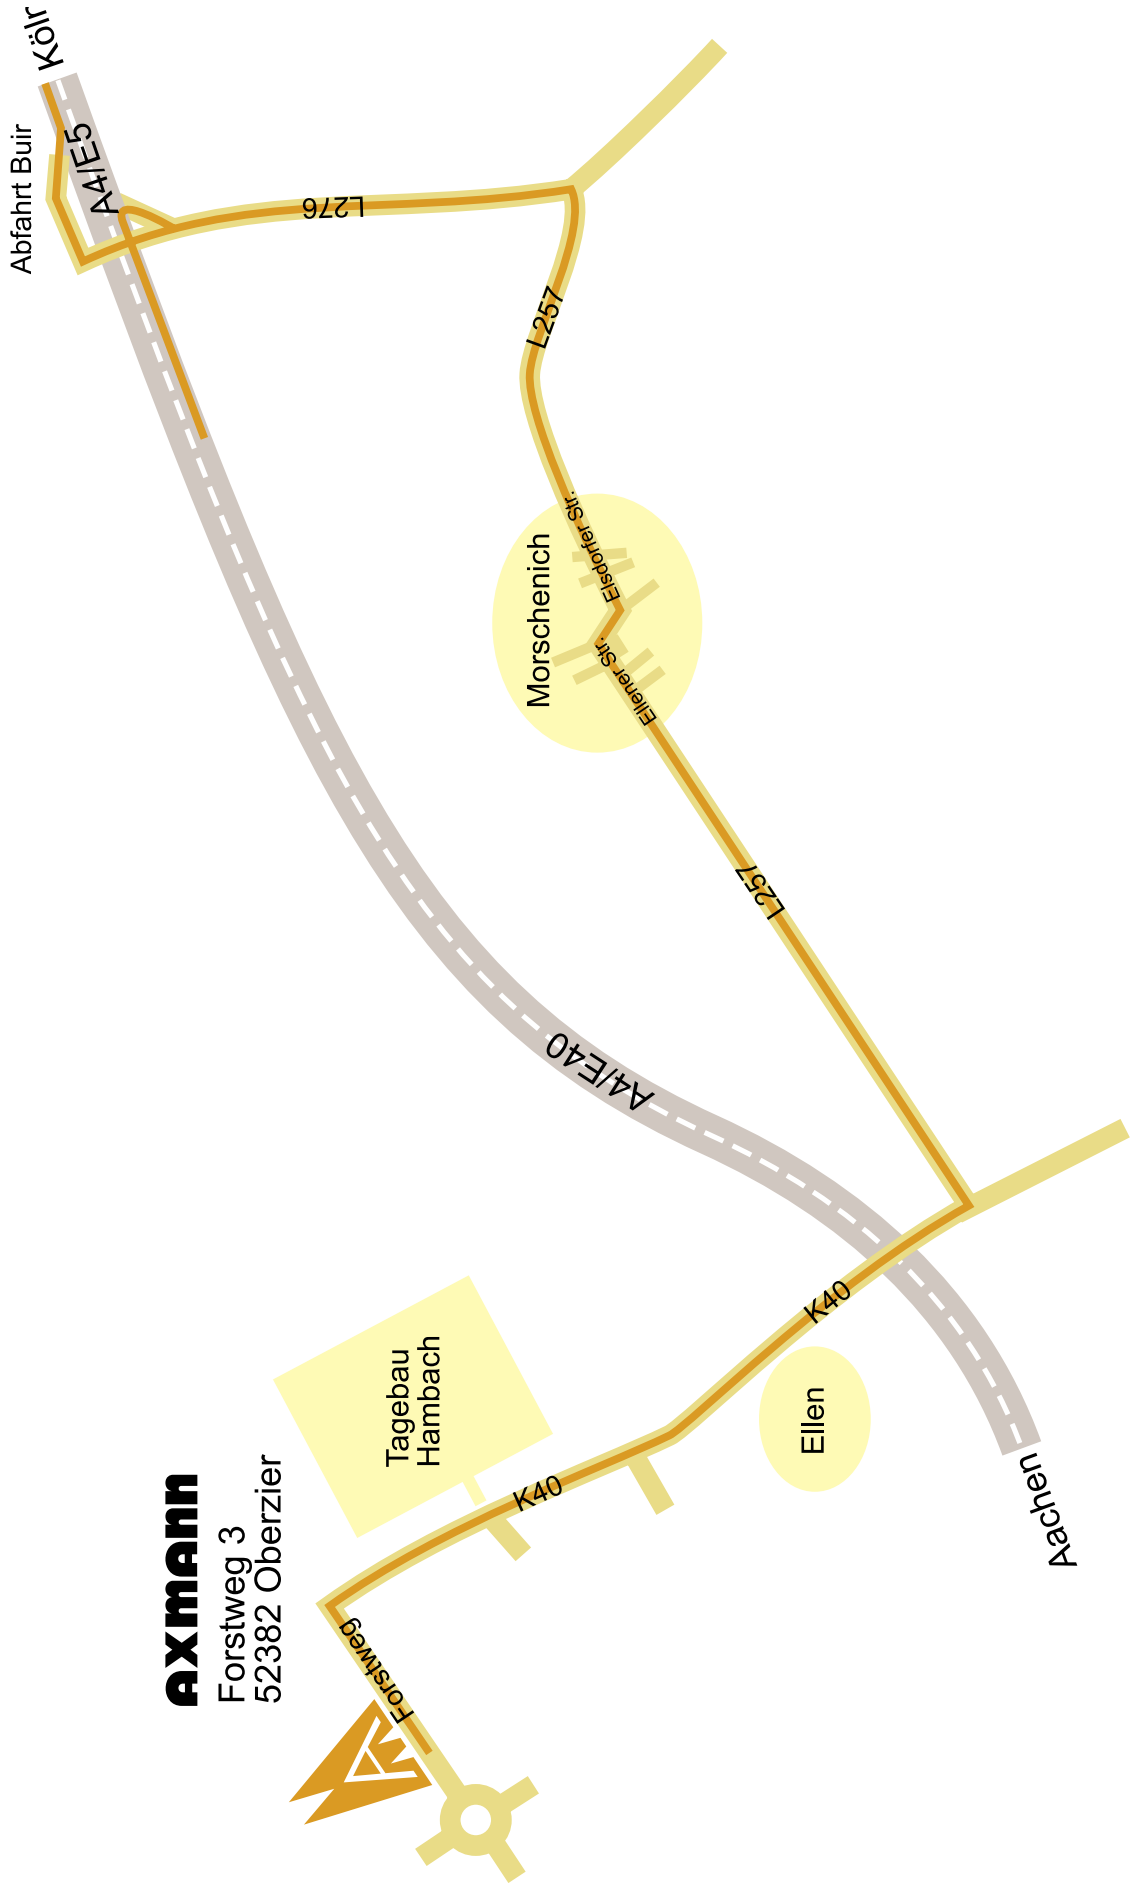 AXMANN
Forstweg 3
52382 Oberzier
Forstweg
Tagebau
Hambach
K40
Ellen
K40
Aachen
A4/E40
L257
Morschenich
Ellener Str.
Elsdorfer Str.
L257
L276
Abfahrt Buir
A4/E5
Köln